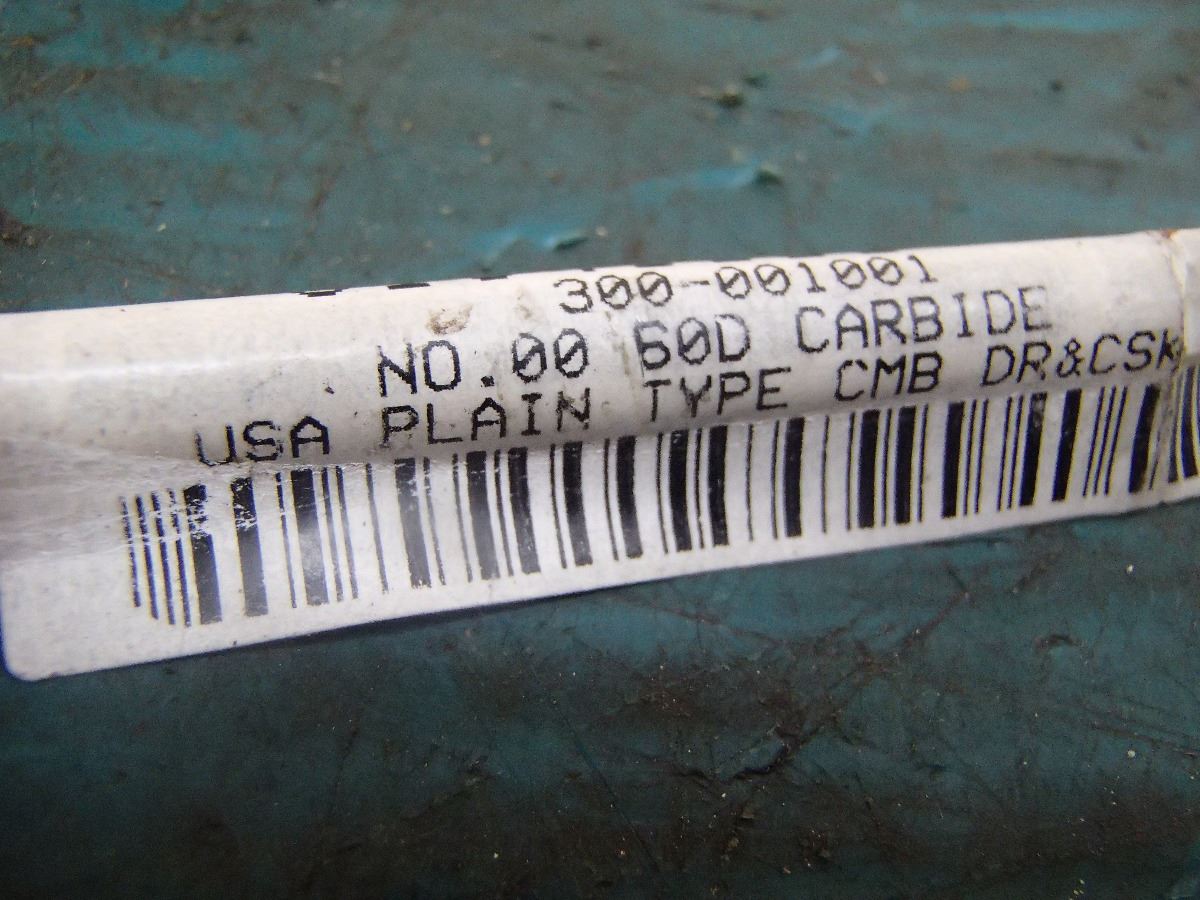 300-001001
NO.00 60D CARBIDE
USA PLAIN TYPE CMB DR&CSK